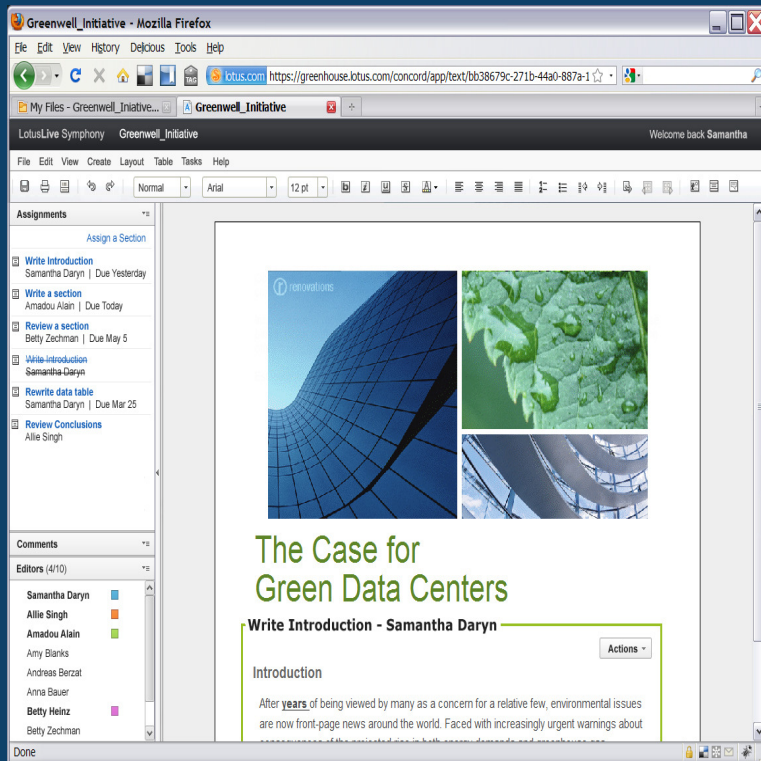 Greenwell_Initiative - Mozilla Firefox
File Edit View History Delicious Tools Help
TAG lotus.com https://greenhouse.lotus.com/concord/app/text/bb38679c-271b-44a0-887a-1
My Files - Greenwell_Iniative... Greenwell_Initiative
LotusLive Symphony Greenwell_Initiative Welcome back Samantha
File Edit View Create Layout Table Tasks Help
Normal Arial 12 pt b i U S A
Assignments
Assign a Section
Write Introduction
Samantha Daryn | Due Yesterday
Write a section
Amadou Alain | Due Today
Review a section
Betty Zechman | Due May 5
Write Introduction
Samantha Daryn
Rewrite data table
Samantha Daryn | Due Mar 25
Review Conclusions
Allie Singh
Comments
Editors (4/10)
Samantha Daryn
Allie Singh
Amadou Alain
Amy Blanks
Andreas Berzat
Anna Bauer
Betty Heinz
Betty Zechman
r renovations
The Case for
Green Data Centers
Write Introduction - Samantha Daryn
Actions
Introduction
After years of being viewed by many as a concern for a relative few, environmental issues
are now front-page news around the world. Faced with increasingly urgent warnings about
Done